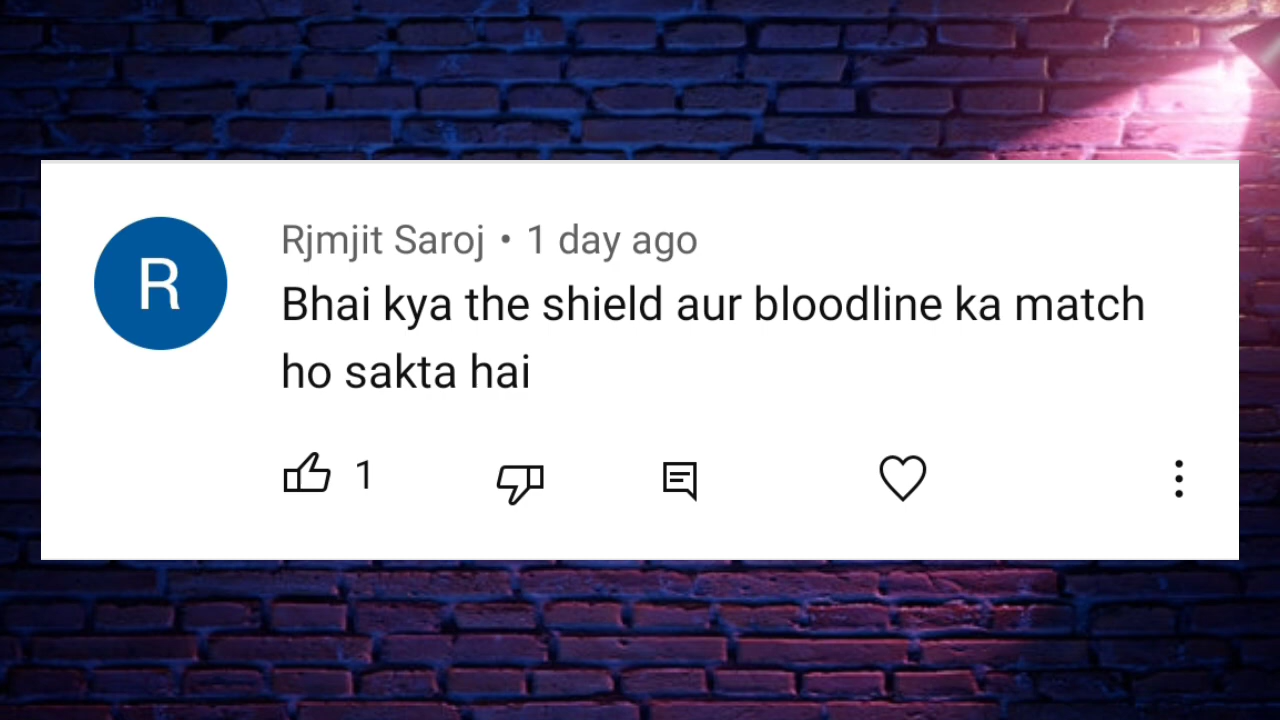 R
Rjmjit Saroj • 1 day ago
Bhai kya the shield aur bloodline ka match
ho sakta hai
1